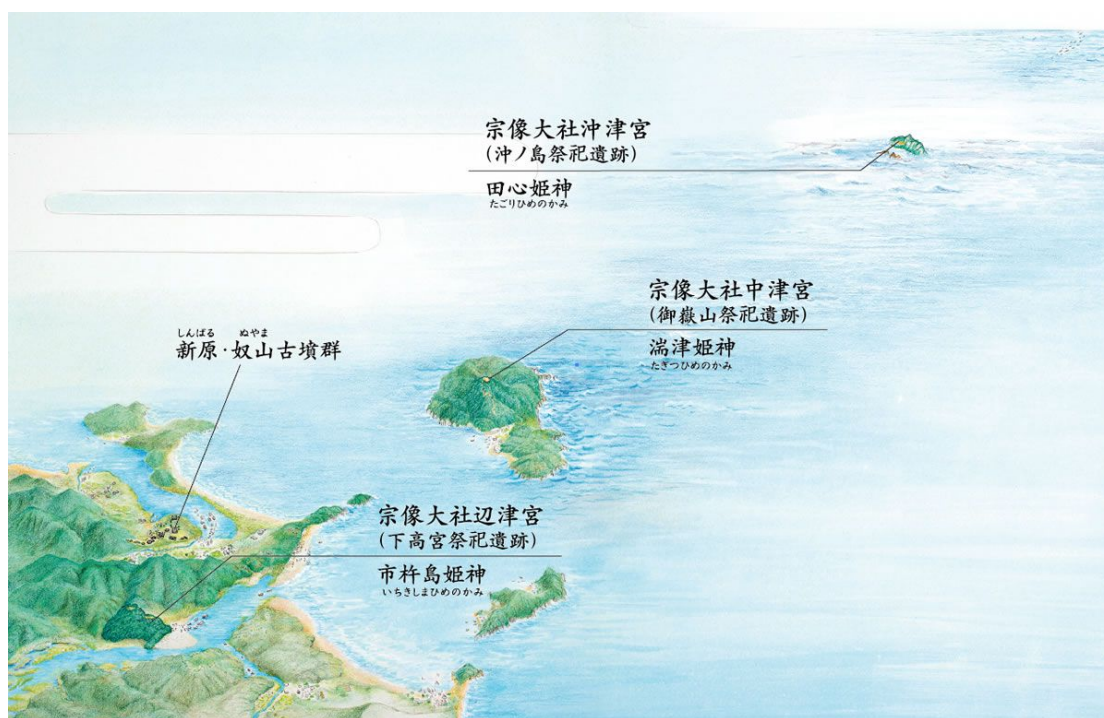 宗像大社沖津宮
(沖ノ島祭祀遺跡)
田心姫神
たごりひめのかみ
宗像大社中津宮
(御嶽山祭祀遺跡)
湍津姫神
たぎつひめのかみ
しんばる ぬやま
新原・奴山古墳群
宗像大社辺津宮
(下高宮祭祀遺跡)
市杵島姫神
いちきしまひめのかみ